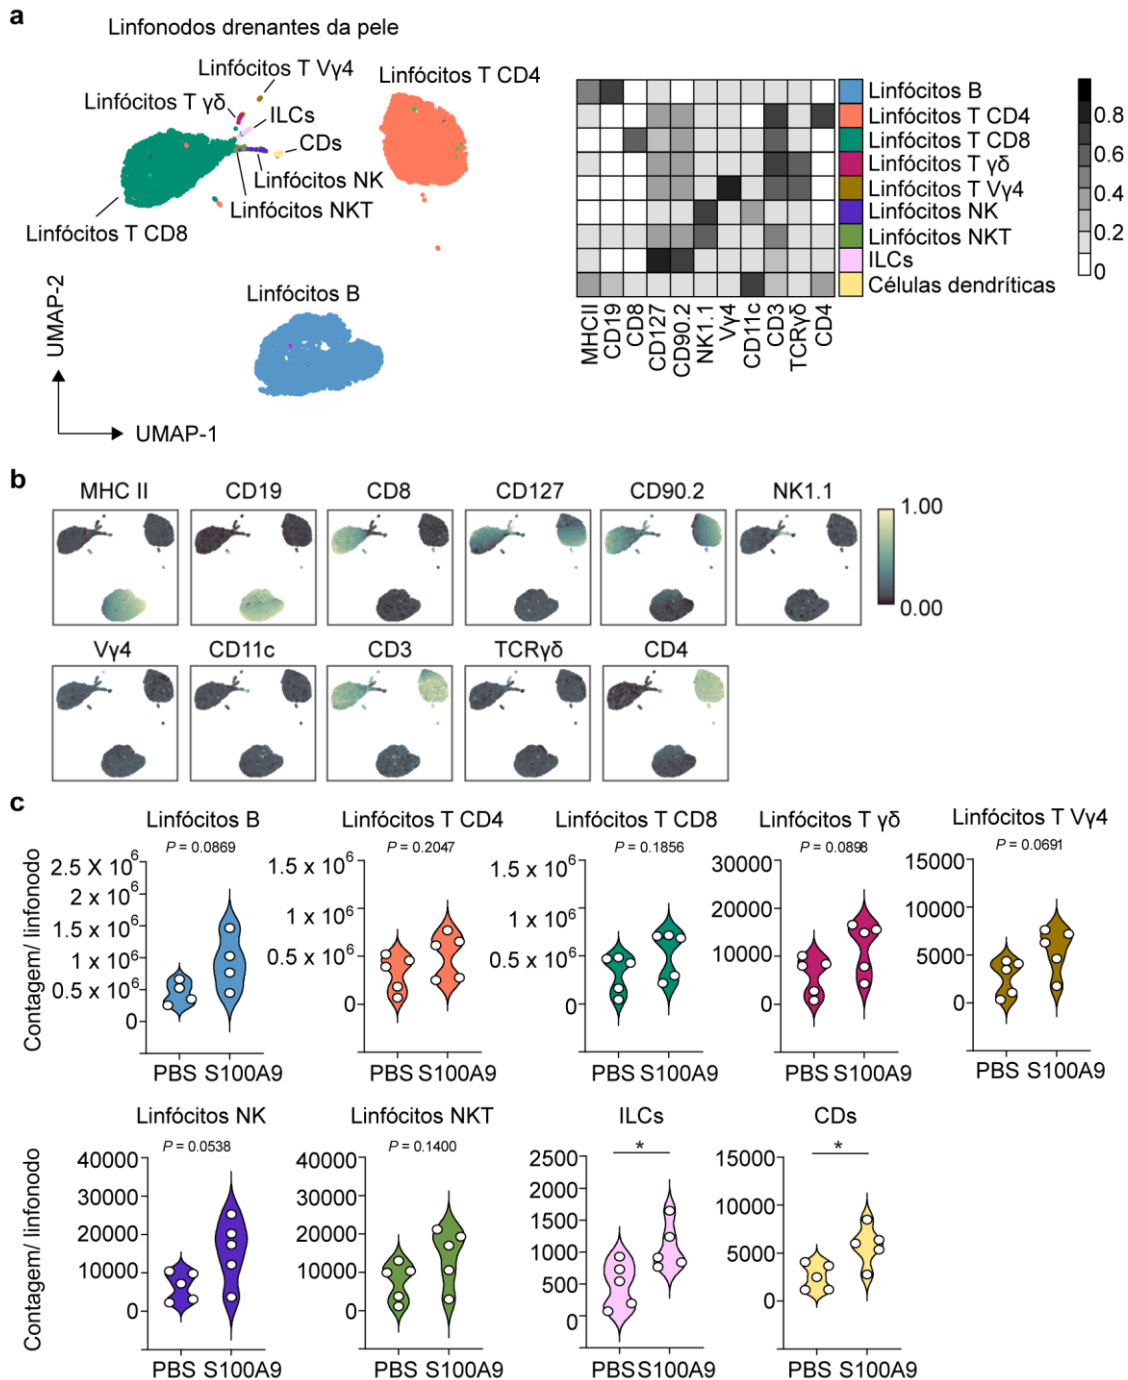 a
Linfonodos drenantes da pele
Linfócitos T Vγ4
Linfócitos T CD4
Linfócitos T γδ
ILCs
CDs
Linfócitos NK
Linfócitos NKT
Linfócitos T CD8
Linfócitos B
UMAP-2
UMAP-1
Linfócitos B
Linfócitos T CD4
Linfócitos T CD8
Linfócitos T γδ
Linfócitos T Vγ4
Linfócitos NK
Linfócitos NKT
ILCs
Células dendríticas
0.8
0.6
0.4
0.2
0
MHCII
CD19
CD8
CD127
CD90.2
NK1.1
Vγ4
CD11c
CD3
TCRγδ
CD4
b
MHC II CD19 CD8 CD127 CD90.2 NK1.1
1.00
0.00
Vγ4 CD11c CD3 TCRγδ CD4
c
Contagem/ linfonodo
Linfócitos B
P = 0.0869
2.5 X 10⁶
2 x 10⁶
1.5 x 10⁶
1 x 10⁶
0.5 x 10⁶
0
PBS S100A9
Linfócitos T CD4
P = 0.2047
1.5 x 10⁶
1 x 10⁶
0.5 x 10⁶
0
PBS S100A9
Linfócitos T CD8
P = 0.1856
1.5 x 10⁶
1 x 10⁶
0.5 x 10⁶
0
PBS S100A9
Linfócitos T γδ
P = 0.0898
30000
20000
10000
0
PBS S100A9
Linfócitos T Vγ4
P = 0.0691
15000
10000
5000
0
PBS S100A9
Contagem/ linfonodo
Linfócitos NK
P = 0.0538
40000
30000
20000
10000
0
PBS S100A9
Linfócitos NKT
P = 0.1400
40000
30000
20000
10000
0
PBS S100A9
ILCs
*
2500
2000
1500
1000
500
0
PBS S100A9
CDs
*
15000
10000
5000
0
PBS S100A9